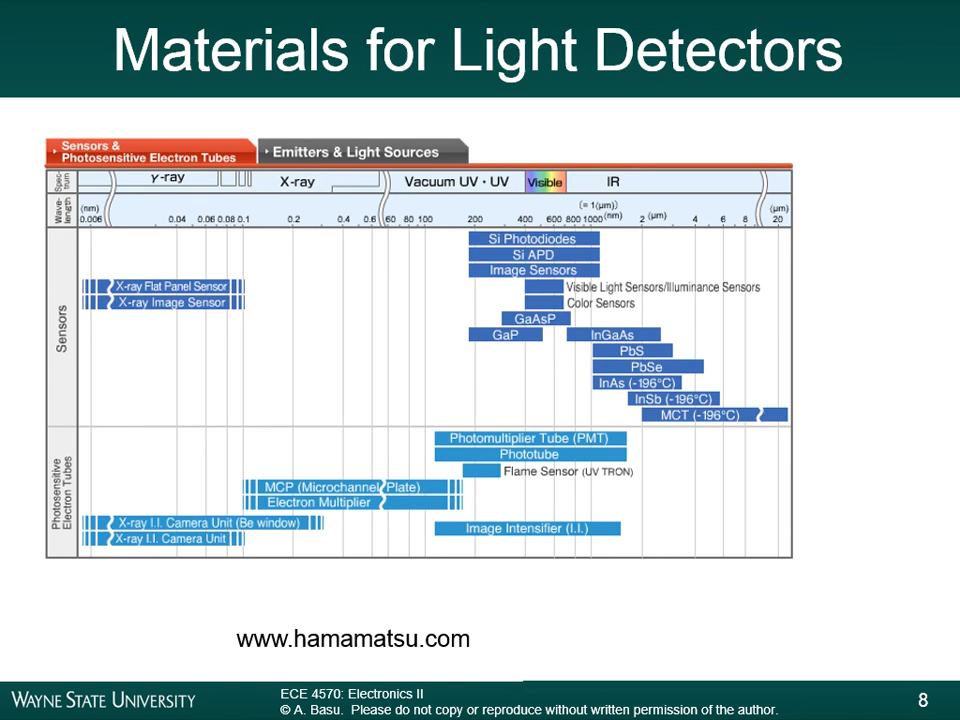 Materials for Light Detectors
Sensors &
Photosensitive Electron Tubes
Emitters & Light Sources
Spec-
trum
γ-ray
X-ray
Vacuum UV・UV
Visible
IR
Wave-
length
(nm)
(= 1(μm))
(nm)
(μm)
(μm)
0.006 0.04 0.06 0.08 0.1 0.2 0.4 0.6 60 80 100 200 400 600 800 1000 2 4 6 8 20
Sensors
Si Photodiodes
Si APD
Image Sensors
X-ray Flat Panel Sensor
Visible Light Sensors/Illuminance Sensors
X-ray Image Sensor
Color Sensors
GaAsP
GaP
InGaAs
PbS
PbSe
InAs (-196°C)
InSb (-196°C)
MCT (-196°C)
Photosensitive
Electron Tubes
Photomultiplier Tube (PMT)
Phototube
Flame Sensor (UV TRON)
MCP (Microchannel Plate)
Electron Multiplier
X-ray I.I. Camera Unit (Be window)
Image Intensifier (I.I.)
X-ray I.I. Camera Unit
www.hamamatsu.com
WAYNE STATE UNIVERSITY
ECE 4570: Electronics II
© A. Basu. Please do not copy or reproduce without written permission of the author.
8